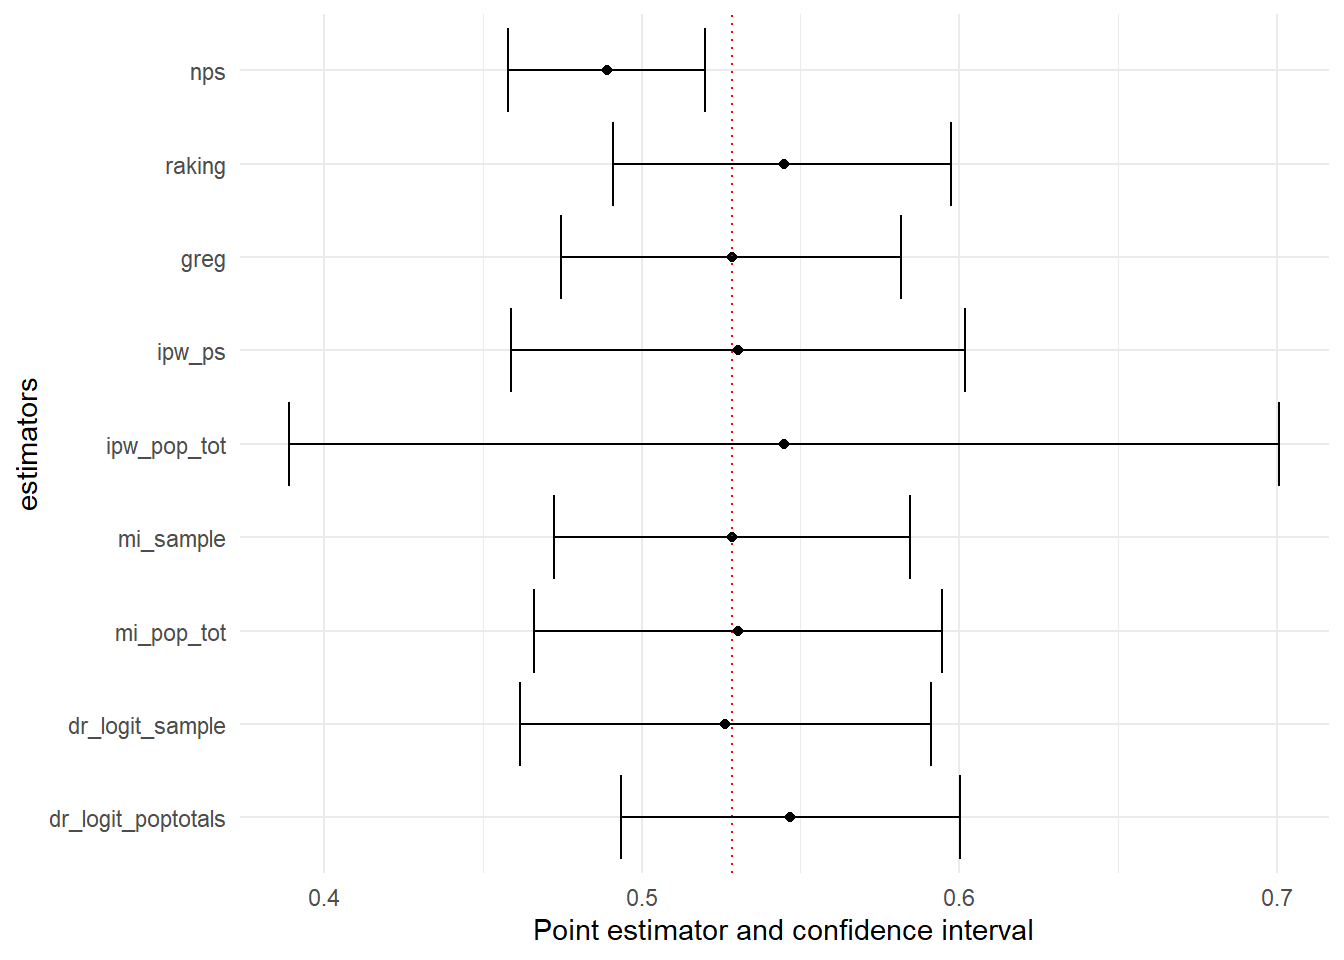 nps
raking
greg
ipw_ps
ipw_pop_tot
mi_sample
mi_pop_tot
dr_logit_sample
dr_logit_poptotals
estimators
0.4 0.5 0.6 0.7
Point estimator and confidence interval